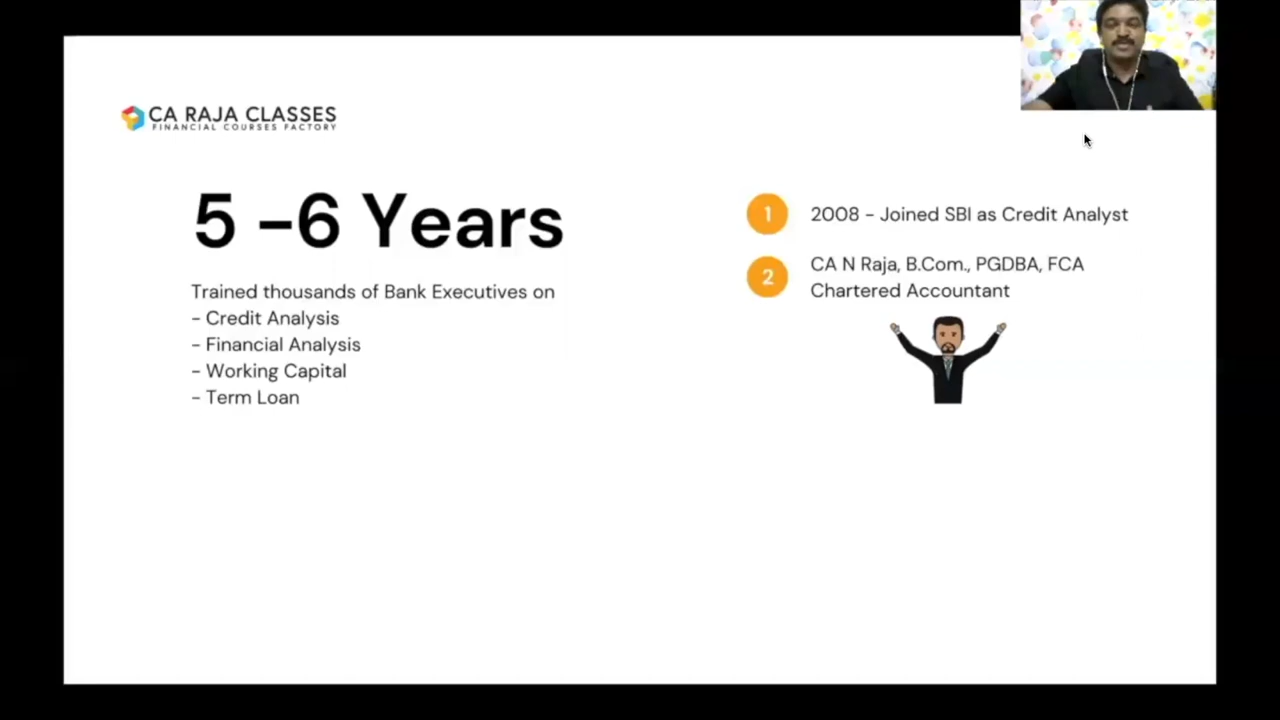 CA RAJA CLASSES
FINANCIAL COURSES FACTORY
5 –6 Years
Trained thousands of Bank Executives on
- Credit Analysis
- Financial Analysis
- Working Capital
- Term Loan
1
2008 - Joined SBI as Credit Analyst
2
CA N Raja, B.Com., PGDBA, FCA
Chartered Accountant